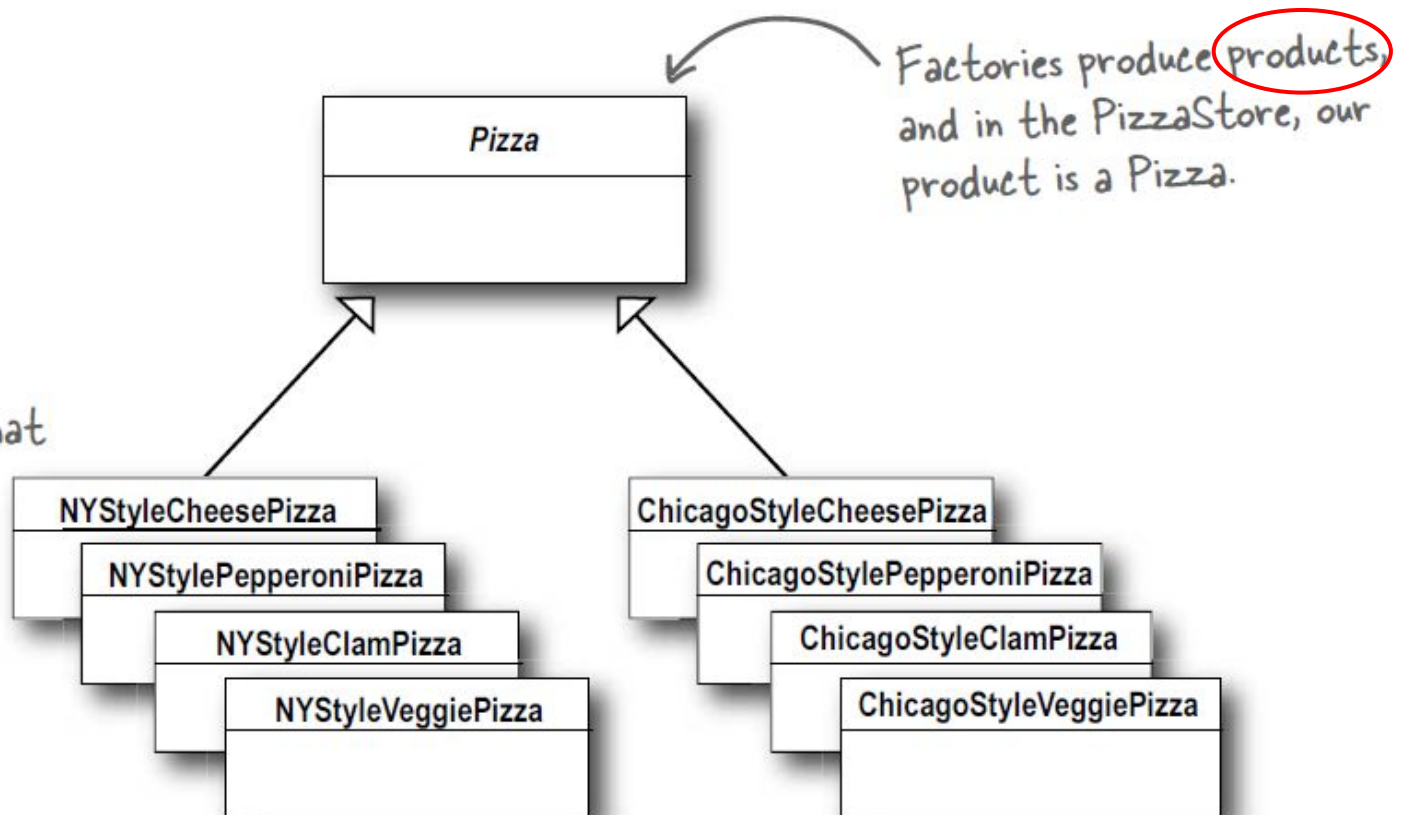 Factories produce products,
and in the PizzaStore, our
product is a Pizza.
Pizza
NYStyleCheesePizza
NYStylePepperoniPizza
NYStyleClamPizza
NYStyleVeggiePizza
ChicagoStyleCheesePizza
ChicagoStylePepperoniPizza
ChicagoStyleClamPizza
ChicagoStyleVeggiePizza